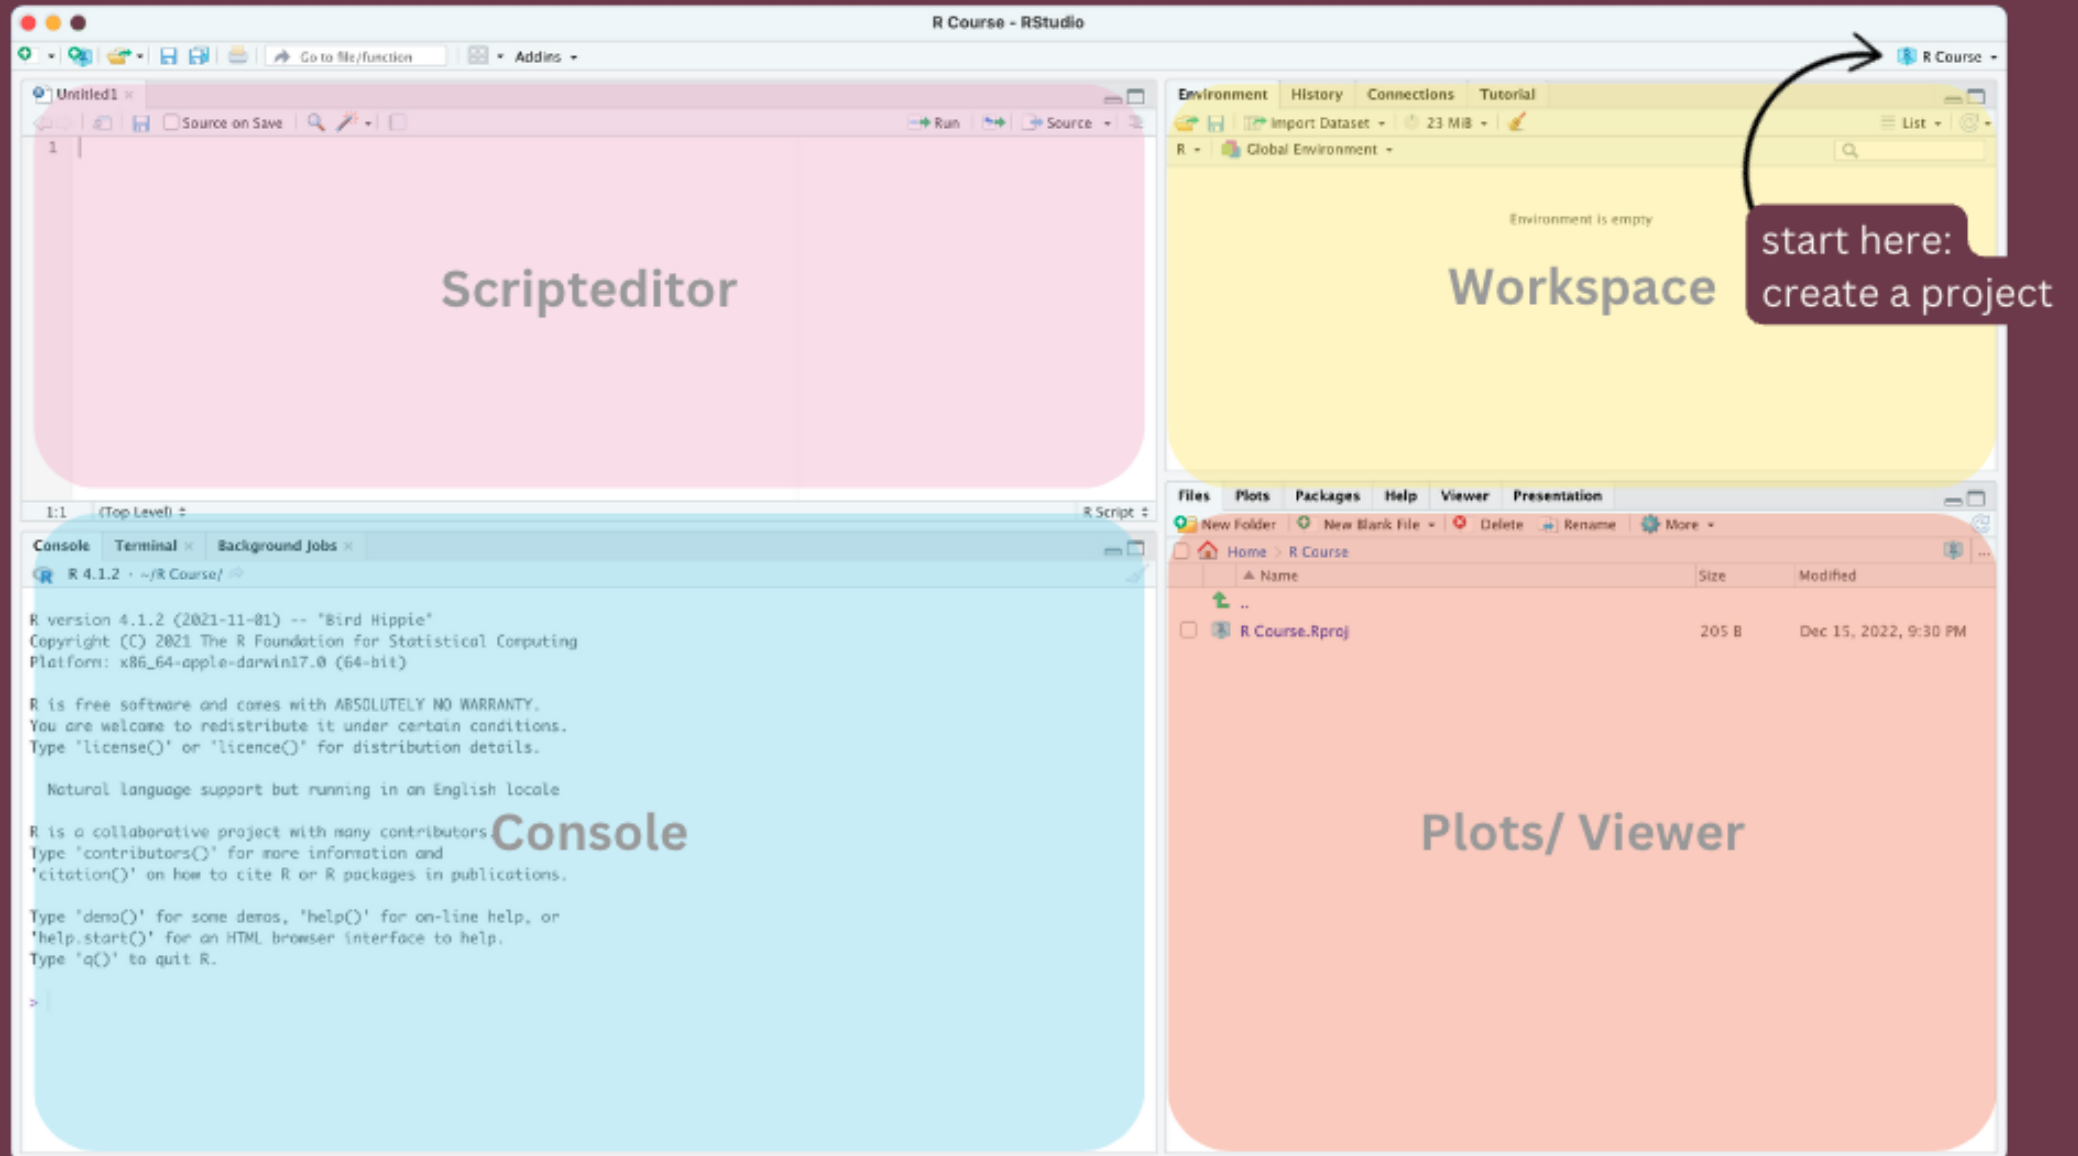 R Course - RStudio
Go to file/function
Addins
R Course
Untitled1
Source on Save
Run
Source
1
Scripteditor
1:1
(Top Level)
R Script
Environment
History
Connections
Tutorial
Import Dataset
23 MiB
List
R
Global Environment
Environment is empty
Workspace
start here:
create a project
Console
Terminal
Background Jobs
R 4.1.2 · ~/R Course/
R version 4.1.2 (2021-11-01) -- "Bird Hippie"
Copyright (C) 2021 The R Foundation for Statistical Computing
Platform: x86_64-apple-darwin17.0 (64-bit)
R is free software and comes with ABSOLUTELY NO WARRANTY.
You are welcome to redistribute it under certain conditions.
Type 'license()' or 'licence()' for distribution details.
Natural language support but running in an English locale
R is a collaborative project with many contributors.
Type 'contributors()' for more information and
'citation()' on how to cite R or R packages in publications.
Type 'demo()' for some demos, 'help()' for on-line help, or
'help.start()' for an HTML browser interface to help.
Type 'q()' to quit R.
>
Console
Files
Plots
Packages
Help
Viewer
Presentation
New Folder
New Blank File
Delete
Rename
More
Home > R Course
...
Name
Size
Modified
..
R Course.Rproj
205 B
Dec 15, 2022, 9:30 PM
Plots/ Viewer